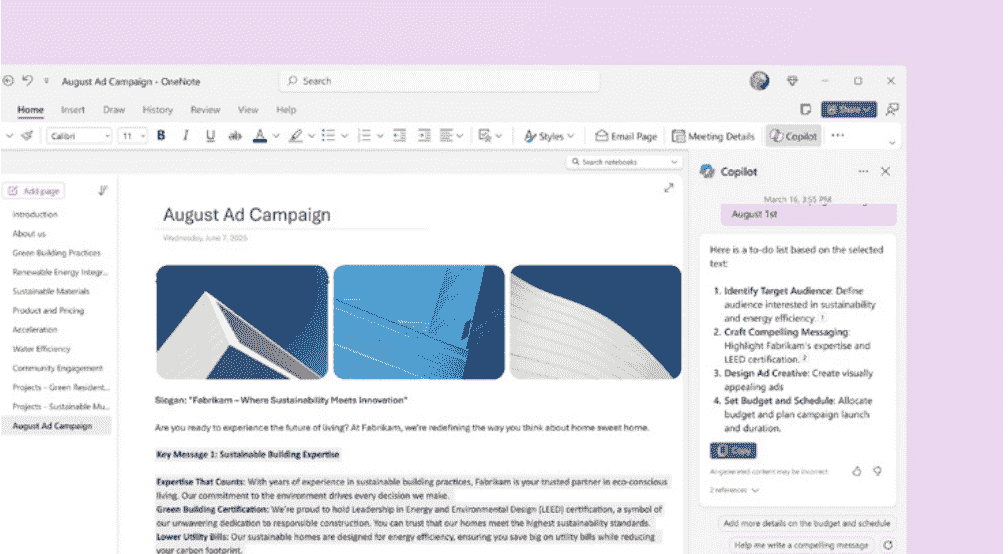 August Ad Campaign - OneNote
Search
Home Insert Draw History Review View Help
Share
Calibri 11 B I U ab A Styles Email Page Meeting Details Copilot
Search notebooks
Add page
Introduction
About us
Green Building Practices
Renewable Energy Integr...
Sustainable Materials
Product and Pricing
Acceleration
Water Efficiency
Community Engagement
Projects - Green Resident...
Projects - Sustainable Mu...
August Ad Campaign
August Ad Campaign
Wednesday, June 7, 2025
Slogan: "Fabrikam – Where Sustainability Meets Innovation"
Are you ready to experience the future of living? At Fabrikam, we're redefining the way you think about home sweet home.
Key Message 1: Sustainable Building Expertise
Expertise That Counts: With years of experience in sustainable building practices, Fabrikam is your trusted partner in eco-conscious
living. Our commitment to the environment drives every decision we make.
Green Building Certification: We're proud to hold Leadership in Energy and Environmental Design (LEED) certification, a symbol of
our unwavering dedication to responsible construction. You can trust that our homes meet the highest sustainability standards.
Lower Utility Bills: Our sustainable homes are designed for energy efficiency, ensuring you save big on utility bills while reducing
your carbon footprint.
Copilot
March 16, 3:55 PM
August 1st
Here is a to-do list based on the selected
text:
1. Identify Target Audience: Define
audience interested in sustainability
and energy efficiency. 1
2. Craft Compelling Messaging:
Highlight Fabrikam's expertise and
LEED certification. 2
3. Design Ad Creative: Create visually
appealing ads
4. Set Budget and Schedule: Allocate
budget and plan campaign launch
and duration.
Copy
AI-generated content may be incorrect
2 references
Add more details on the budget and schedule
Help me write a compelling message